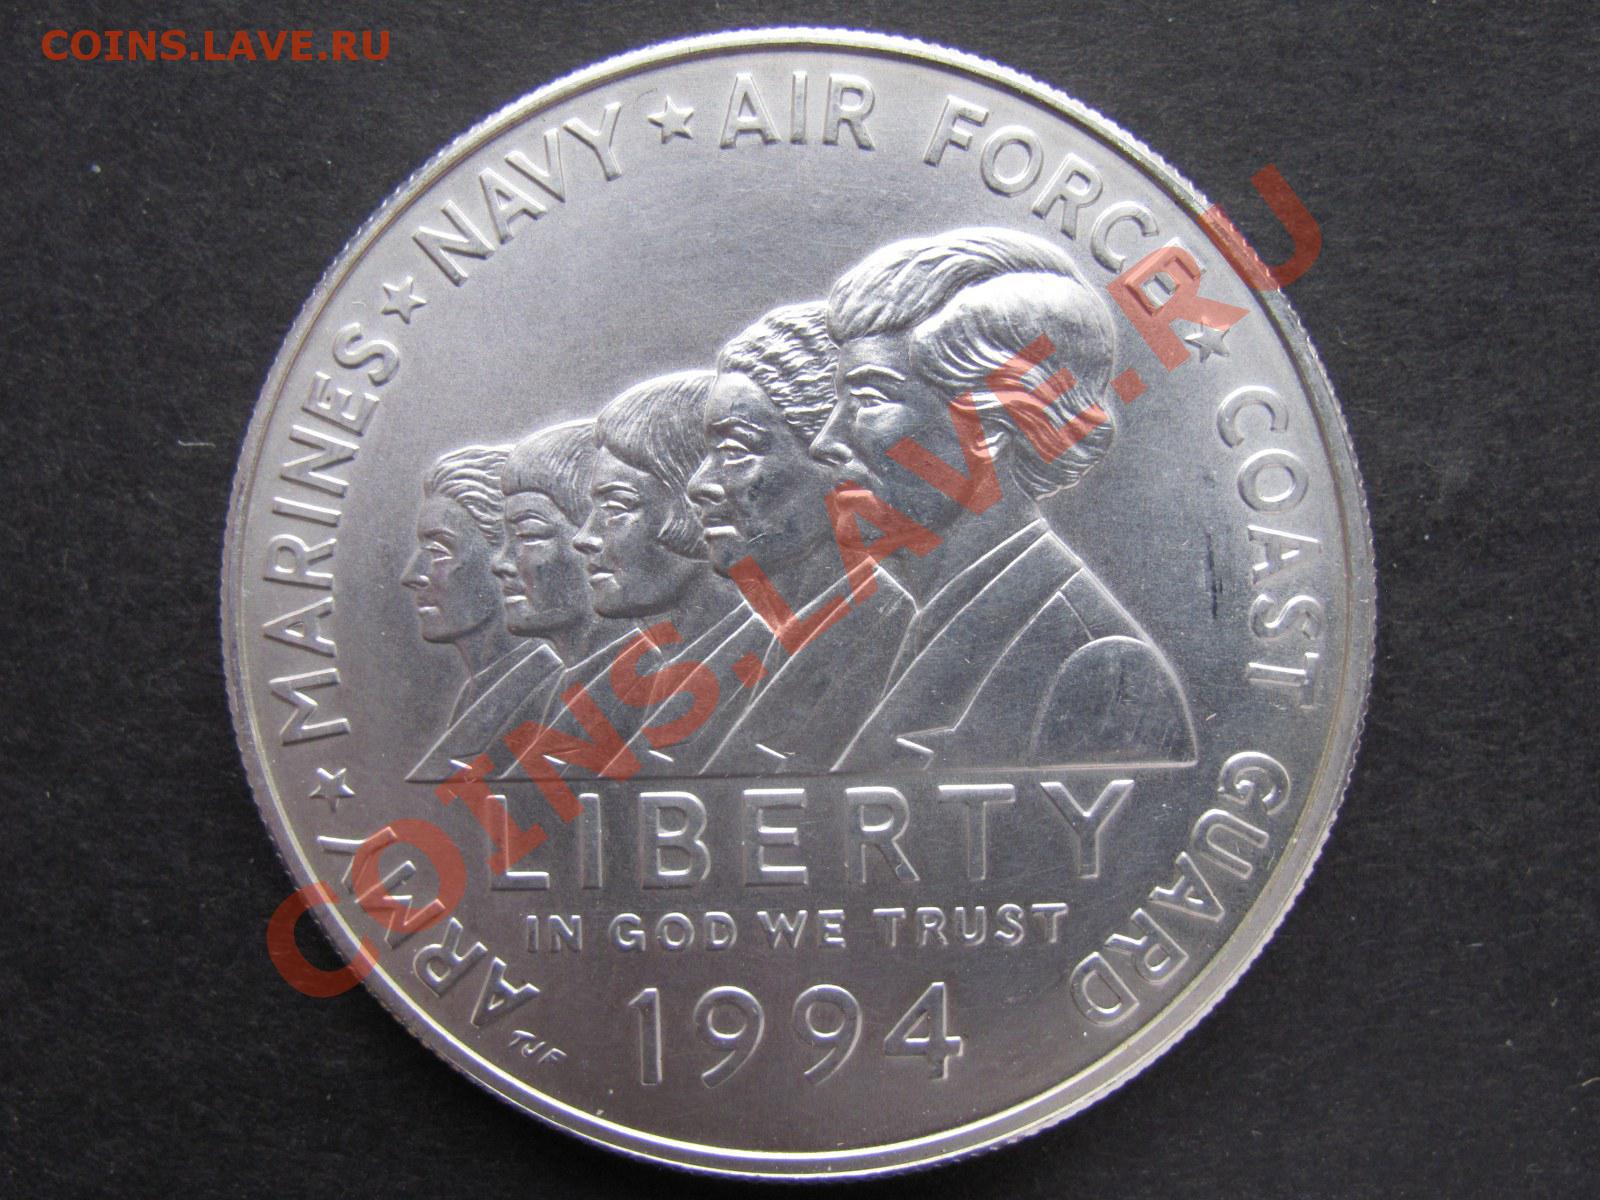 COINS.LAVE.RU
ARMY ★ MARINES ★ NAVY ★ AIR FORCE ★ COAST GUARD
LIBERTY
IN GOD WE TRUST
1994
TJF
COINS.LAVE.RU